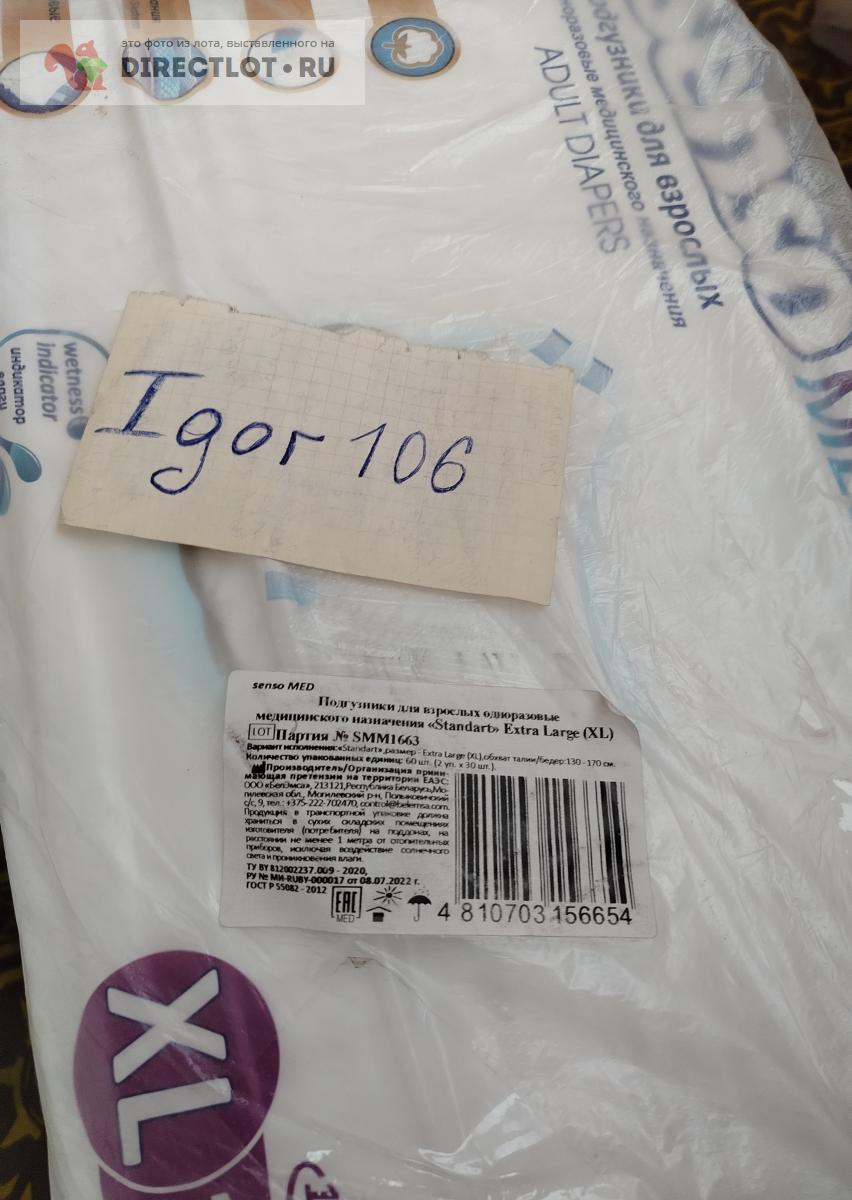 это фото из лота, выставленного на
DIRECTLOT.RU
для взрослых
медицинского назначения
ADULT DIAPERS
wetness
indicator
индикатор
влаги
Igor 106
senso MED
Подгузники для взрослых одноразовые
медицинского назначения «Standart» Extra Large (XL)
LOT Партия № SMM1663
Вариант исполнения:«Standart»,размер - Extra Large (XL),обхват талии/бедер:130 - 170 см.
Количество упакованных единиц: 60 шт. (2 уп. x 30 шт.).
Производитель/Организация прини-
мающая претензии на территории ЕАЭС:
ООО «БелЭмса», 213121,Республика Беларусь,Мо-
гилевская обл., Могилевский р-н, Полыковичский
с/с, 9, тел.: +375-222-702470, control@belemsa.com.
Продукция в транспортной упаковке должна
храниться в сухих складских помещениях
изготовителя (потребителя) на поддонах, на
расстоянии не менее 1 метра от отопительных
приборов, исключая воздействие солнечного
света и проникновения влаги.
ТУ BY 812002237.009 - 2020,
РУ № МИ-RUBY-000017 от 08.07.2022 г.
ГОСТ Р 55082 - 2012
EAC
MED
4 810703 156654
XL